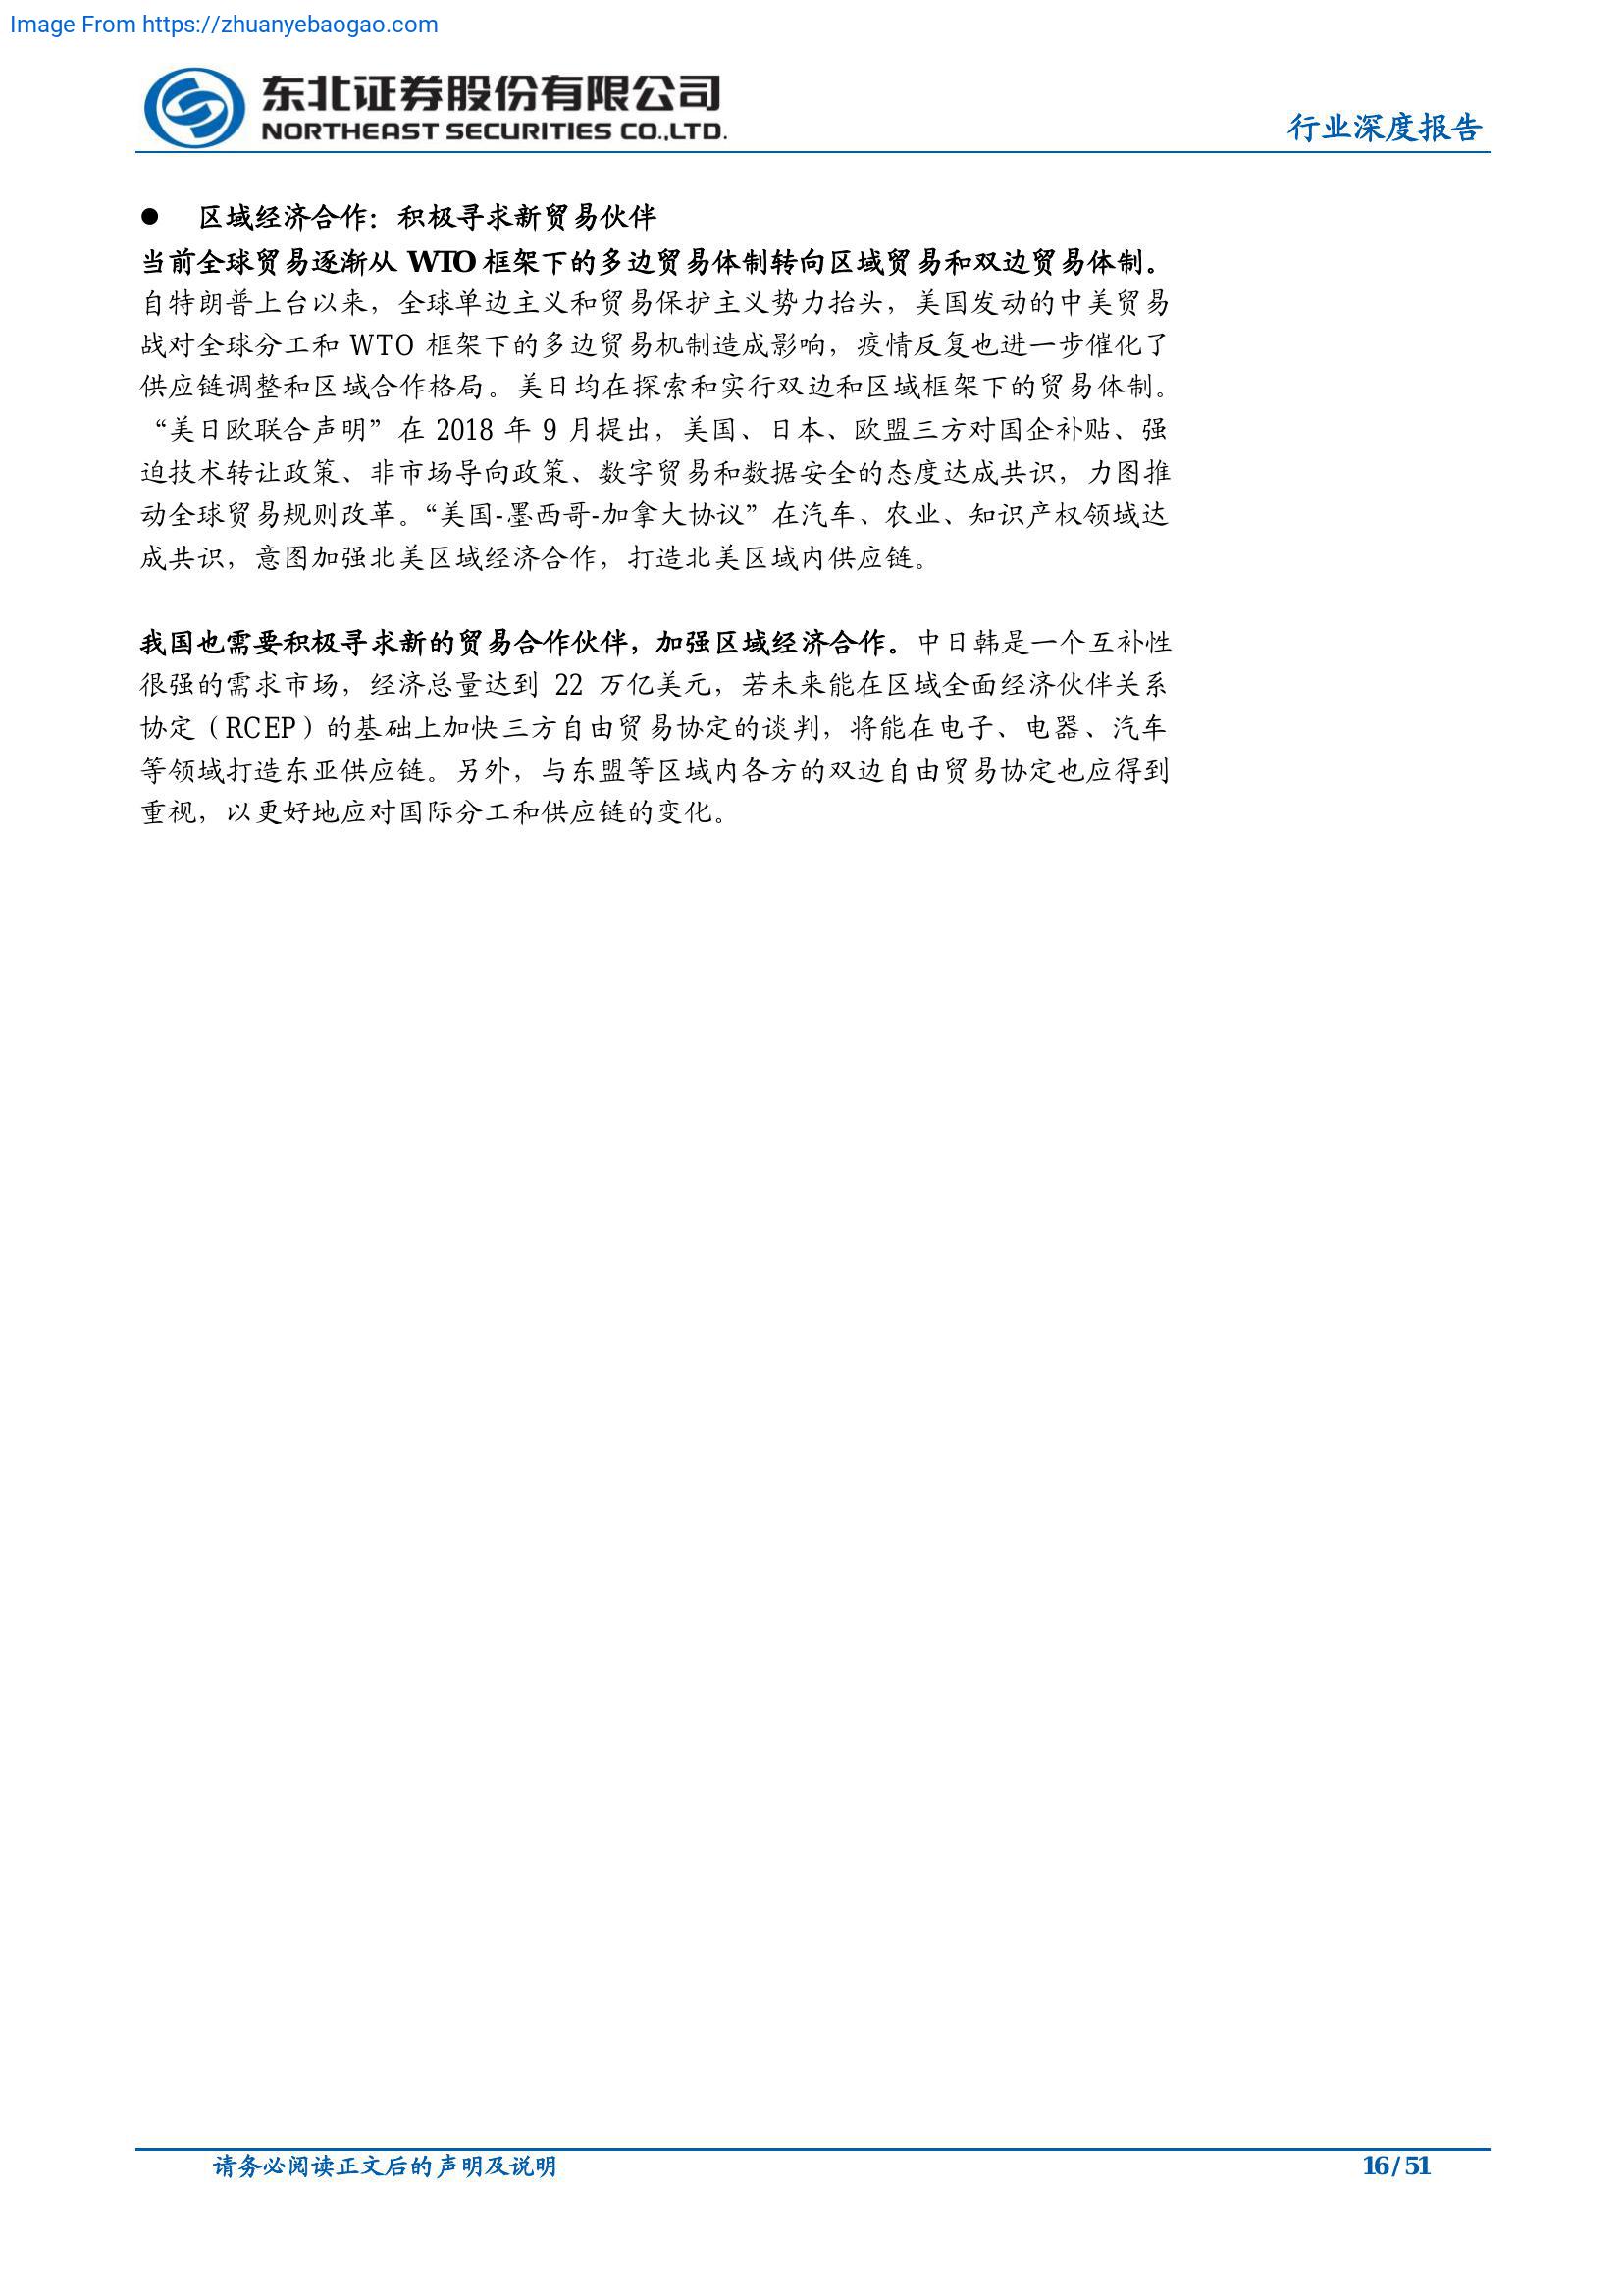 Image From https://zhuanyebaogao.com
东北证券股份有限公司
NORTHEAST SECURITIES CO.,LTD.
行业深度报告
● 区域经济合作：积极寻求新贸易伙伴
当前全球贸易逐渐从 WTO 框架下的多边贸易体制转向区域贸易和双边贸易体制。
自特朗普上台以来，全球单边主义和贸易保护主义势力抬头，美国发动的中美贸易
战对全球分工和 WTO 框架下的多边贸易机制造成影响，疫情反复也进一步催化了
供应链调整和区域合作格局。美日均在探索和实行双边和区域框架下的贸易体制。
“美日欧联合声明”在 2018 年 9 月提出，美国、日本、欧盟三方对国企补贴、强
迫技术转让政策、非市场导向政策、数字贸易和数据安全的态度达成共识，力图推
动全球贸易规则改革。“美国-墨西哥-加拿大协议”在汽车、农业、知识产权领域达
成共识，意图加强北美区域经济合作，打造北美区域内供应链。
我国也需要积极寻求新的贸易合作伙伴，加强区域经济合作。中日韩是一个互补性
很强的需求市场，经济总量达到 22 万亿美元，若未来能在区域全面经济伙伴关系
协定（RCEP）的基础上加快三方自由贸易协定的谈判，将能在电子、电器、汽车
等领域打造东亚供应链。另外，与东盟等区域内各方的双边自由贸易协定也应得到
重视，以更好地应对国际分工和供应链的变化。
请务必阅读正文后的声明及说明
16 / 51